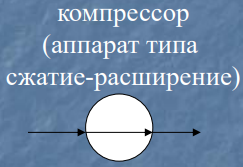 компрессор
(аппарат типа
сжатие-расширение)